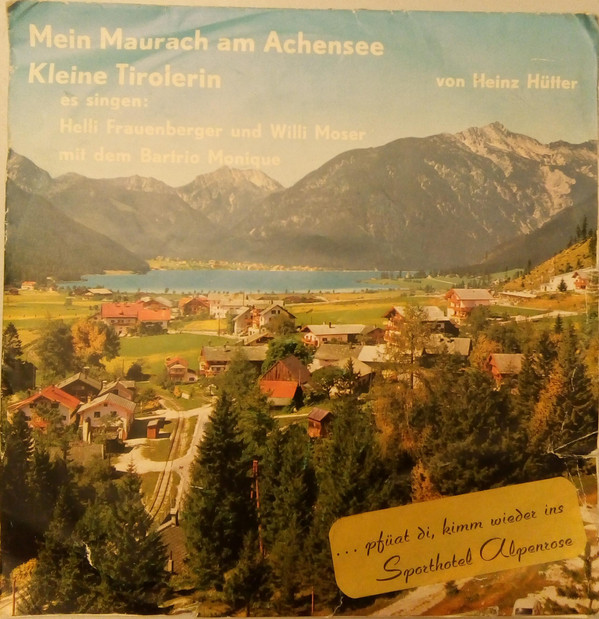 Mein Maurach am Achensee
Kleine Tirolerin
von Heinz Hütter
es singen:
Helli Frauenberger und Willi Moser
mit dem Bartrio Monique
... pfüat di, kimm wieder ins
Sporthotel Alpenrose